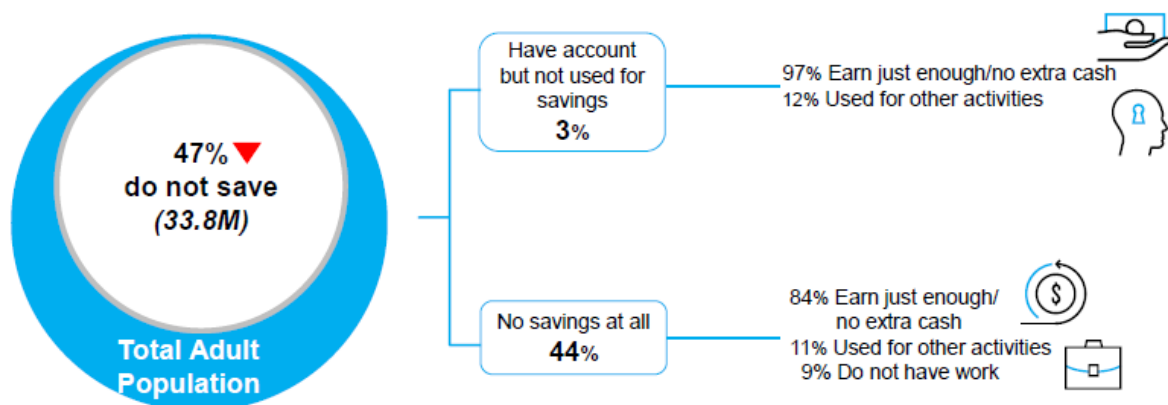 47%
do not save
(33.8M)
Total Adult
Population
Have account
but not used for
savings
3%
97% Earn just enough/no extra cash
12% Used for other activities
No savings at all
44%
84% Earn just enough/
no extra cash
$
11% Used for other activities
9% Do not have work